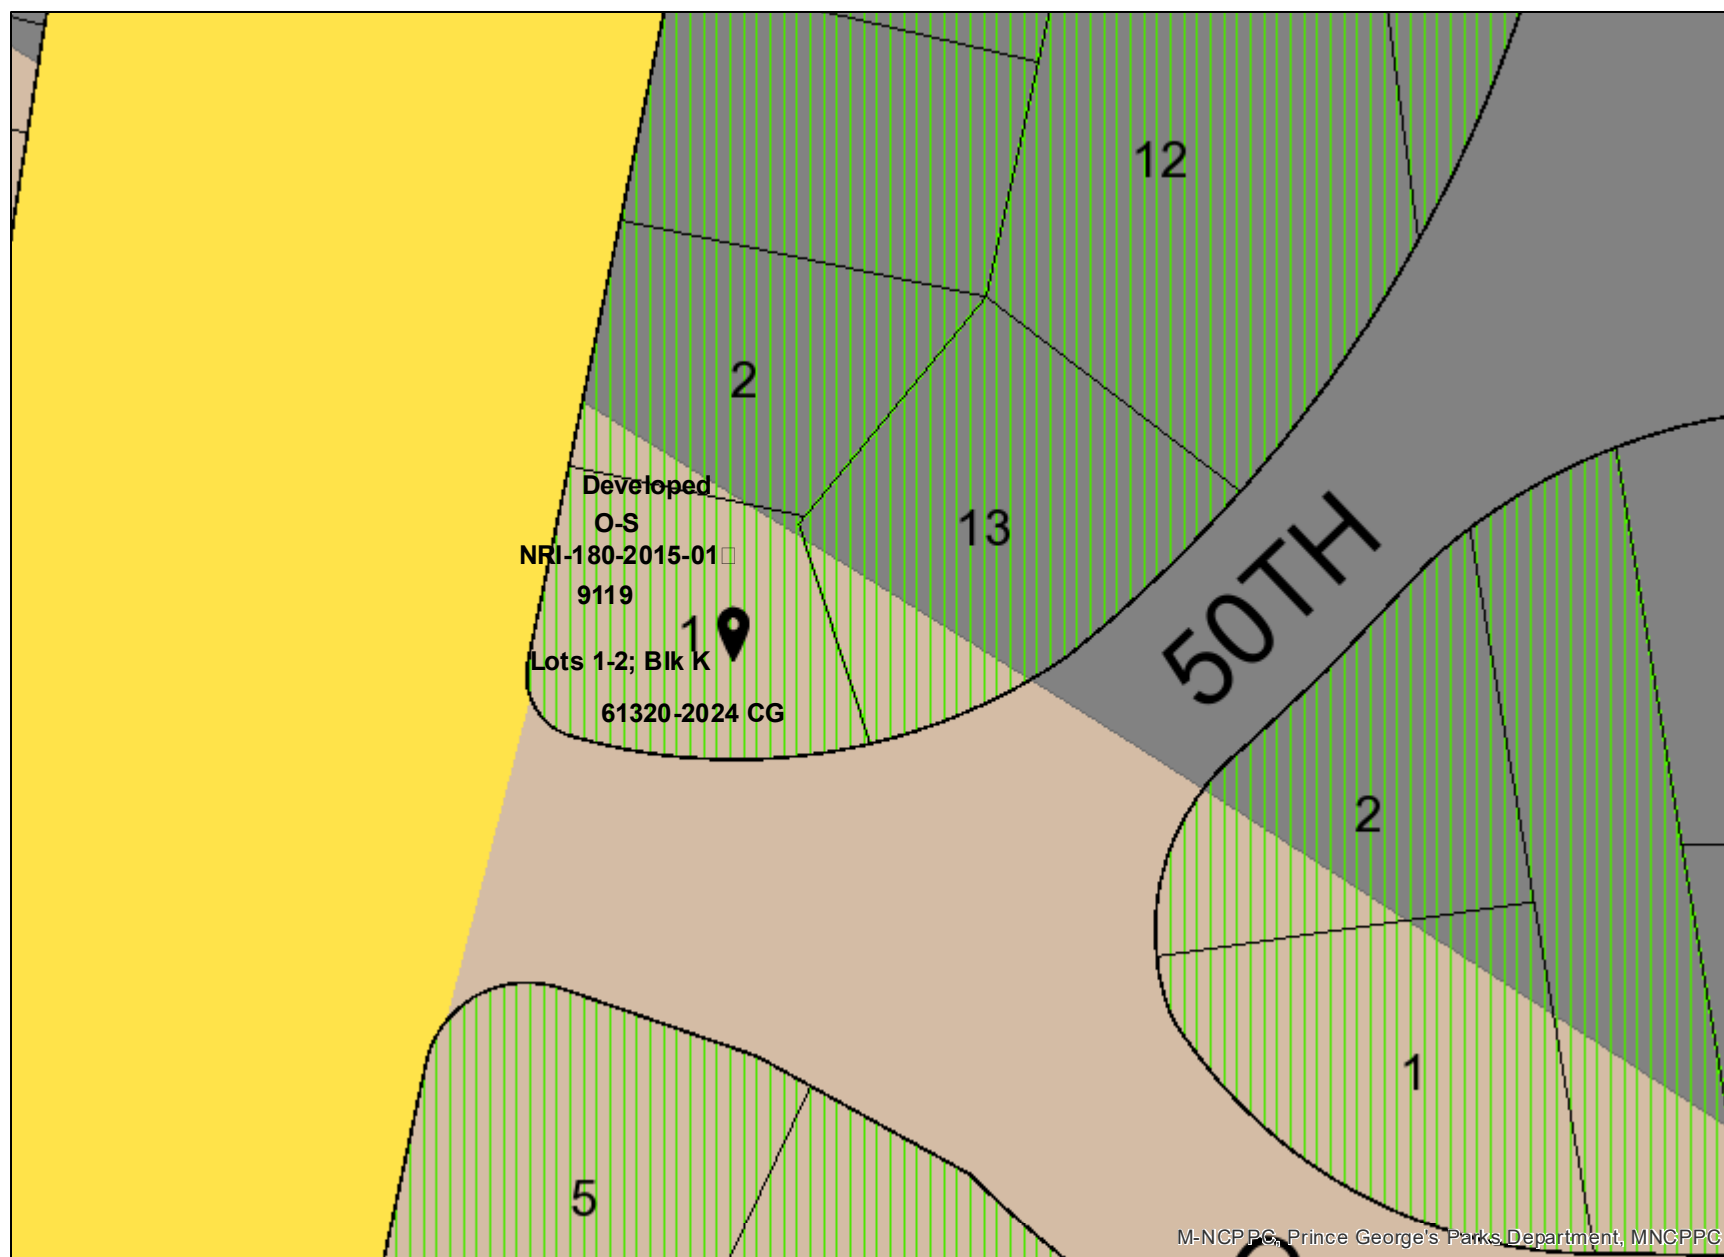 12
2
13
Developed
O-S
NRI-180-2015-01
9119
1
Lots 1-2; Blk K
61320-2024 CG
50TH
2
1
5
M-NCPPC, Prince George's Parks Department, MNCPPC